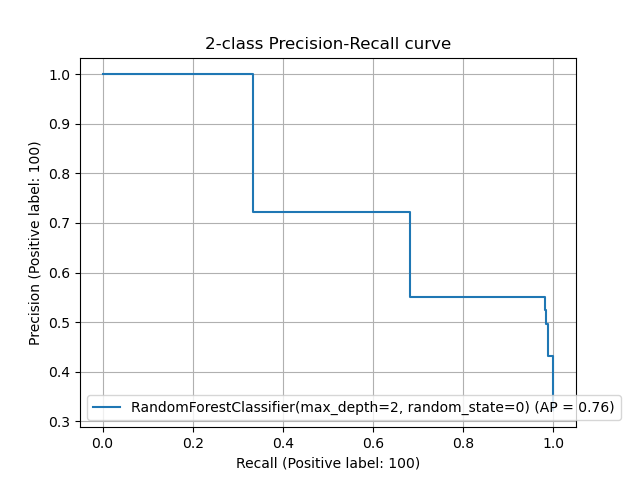 2-class Precision-Recall curve
Precision (Positive label: 100)
1.0
0.9
0.8
0.7
0.6
0.5
0.4
0.3
RandomForestClassifier(max_depth=2, random_state=0) (AP = 0.76)
0.0 0.2 0.4 0.6 0.8 1.0
Recall (Positive label: 100)